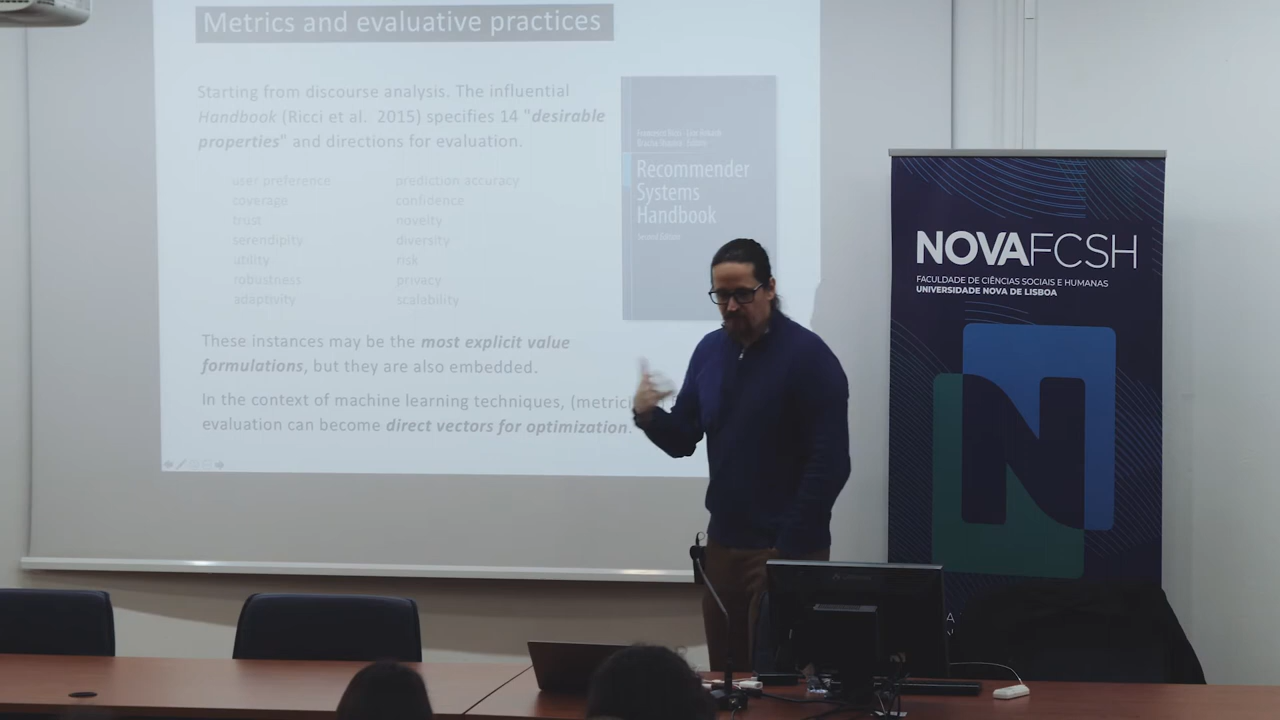 Metrics and evaluative practices
Starting from discourse analysis. The influential
Handbook (Ricci et al. 2015) specifies 14 "desirable
properties" and directions for evaluation.
user preference prediction accuracy
coverage confidence
trust novelty
serendipity diversity
utility risk
robustness privacy
adaptivity scalability
These instances may be the most explicit value
formulations, but they are also embedded.
In the context of machine learning techniques,
evaluation can become direct vectors for optimization.
Recommender
Systems
Handbook
Second Edition
NOVAFCSH
FACULDADE DE CIÊNCIAS SOCIAIS E HUMANAS
UNIVERSIDADE NOVA DE LISBOA
N